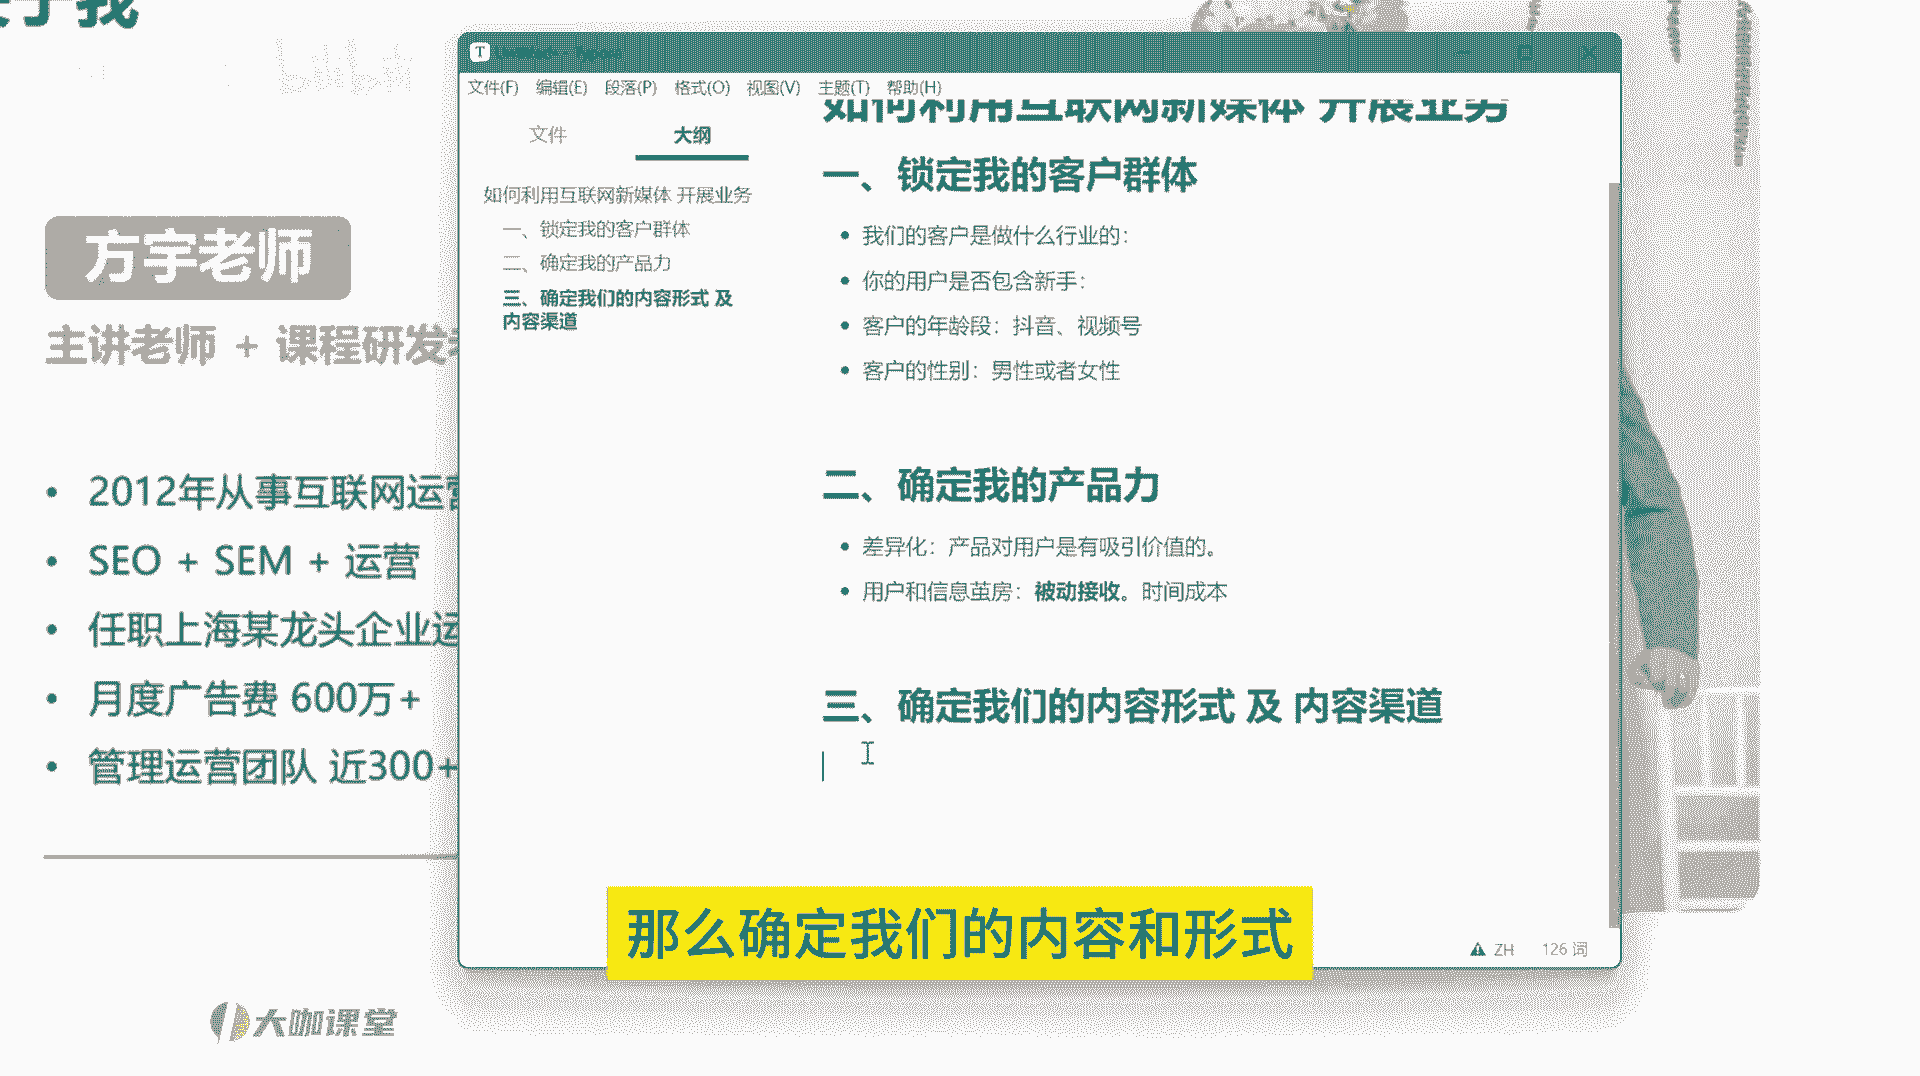 方宇老师
主讲老师 + 课程研发
2012年从事互联网运营
SEO + SEM + 运营
任职上海某龙头企业运
月度广告费 600万+
管理运营团队 近300+
大咖课堂
文件(F) 编辑(E) 段落(P) 格式(O) 视图(V) 主题(T) 帮助(H)
文件 大纲
如何利用互联网新媒体 开展业务
一、锁定我的客户群体
二、确定我的产品力
三、确定我们的内容形式 及
内容渠道
如何利用互联网新媒体 开展业务
一、锁定我的客户群体
我们的客户是做什么行业的：
你的用户是否包含新手：
客户的年龄段：抖音、视频号
客户的性别：男性或者女性
二、确定我的产品力
差异化：产品对用户是有吸引价值的。
用户和信息茧房：被动接收。时间成本
三、确定我们的内容形式 及 内容渠道
ZH 126 词
那么确定我们的内容和形式